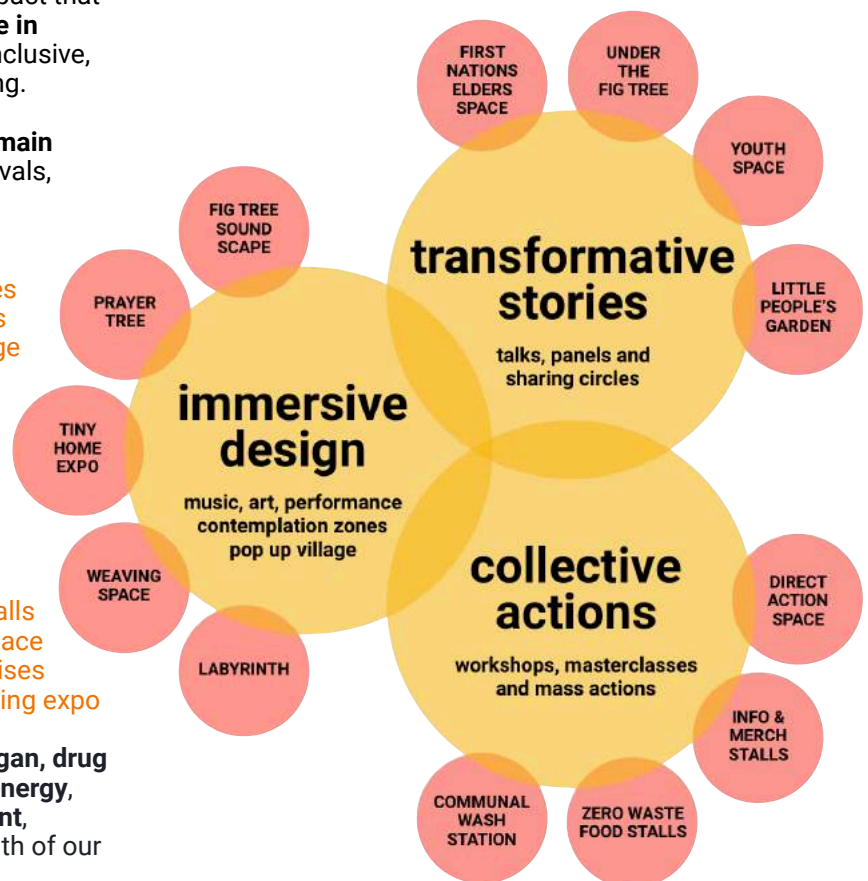 that
e in
nclusive,
ng.
main
vals,
es
s
ge
alls
ace
ises
ing expo
gan, drug
nergy,
nt,
th of our
FIRST
NATIONS
ELDERS
SPACE
UNDER
THE
FIG TREE
YOUTH
SPACE
LITTLE
PEOPLE'S
GARDEN
transformative
stories
talks, panels and
sharing circles
FIG TREE
SOUND
SCAPE
PRAYER
TREE
TINY
HOME
EXPO
WEAVING
SPACE
LABYRINTH
immersive
design
music, art, performance
contemplation zones
pop up village
collective
actions
workshops, masterclasses
and mass actions
DIRECT
ACTION
SPACE
INFO &
MERCH
STALLS
ZERO WASTE
FOOD STALLS
COMMUNAL
WASH
STATION